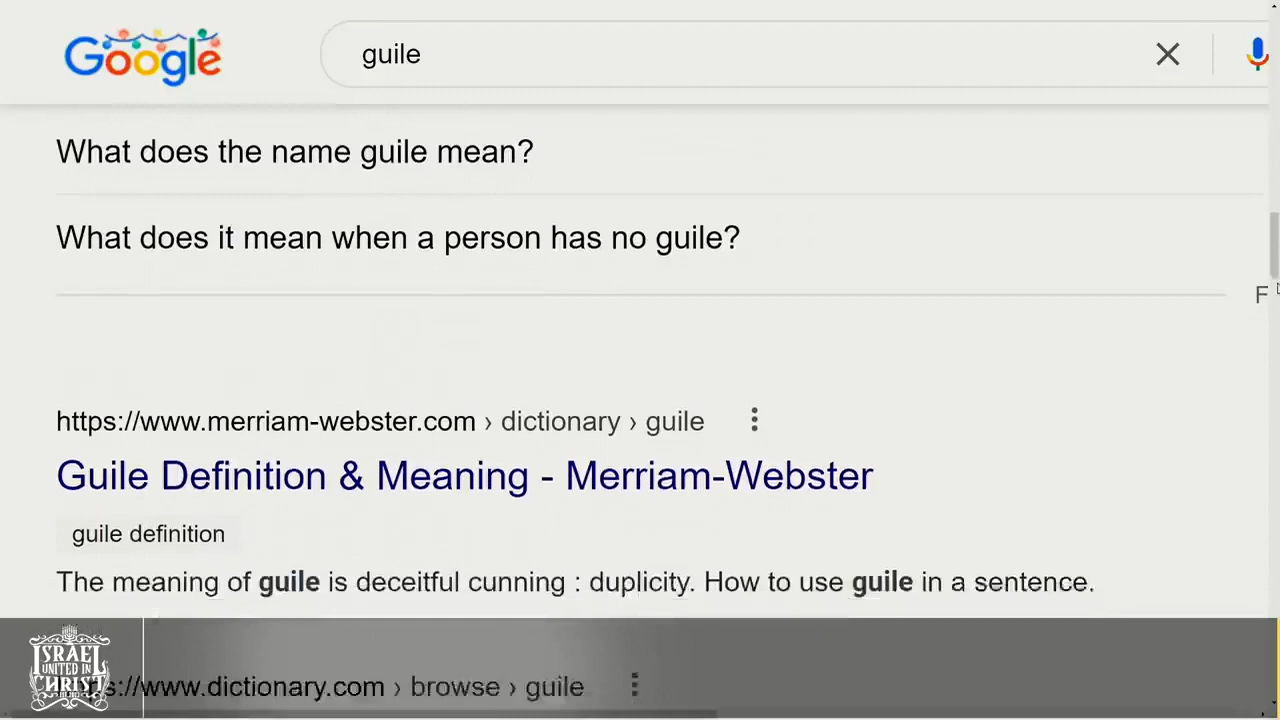 Google
guile
What does the name guile mean?
What does it mean when a person has no guile?
F
https://www.merriam-webster.com › dictionary › guile
Guile Definition & Meaning - Merriam-Webster
guile definition
The meaning of guile is deceitful cunning : duplicity. How to use guile in a sentence.
ISRAEL
UNITED IN
CHRIST
s://www.dictionary.com › browse › guile